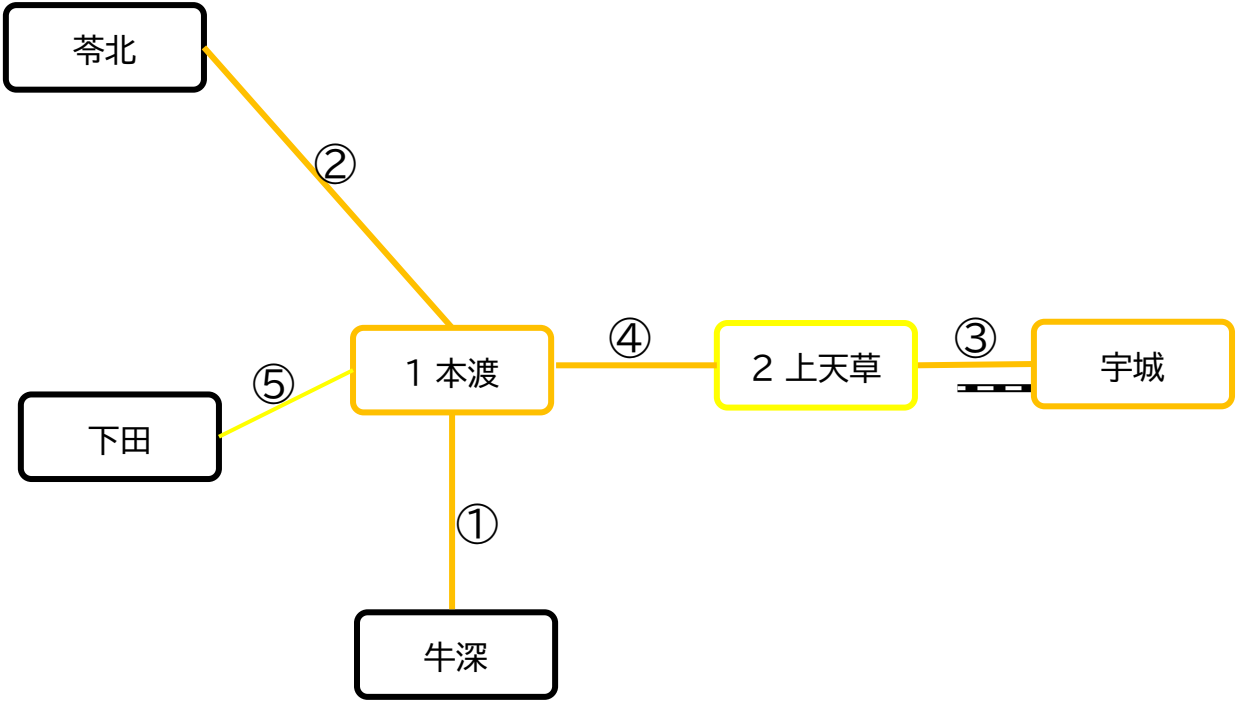 苓北
②
１ 本渡
④
２ 上天草
③
宇城
⑤
下田
①
牛深